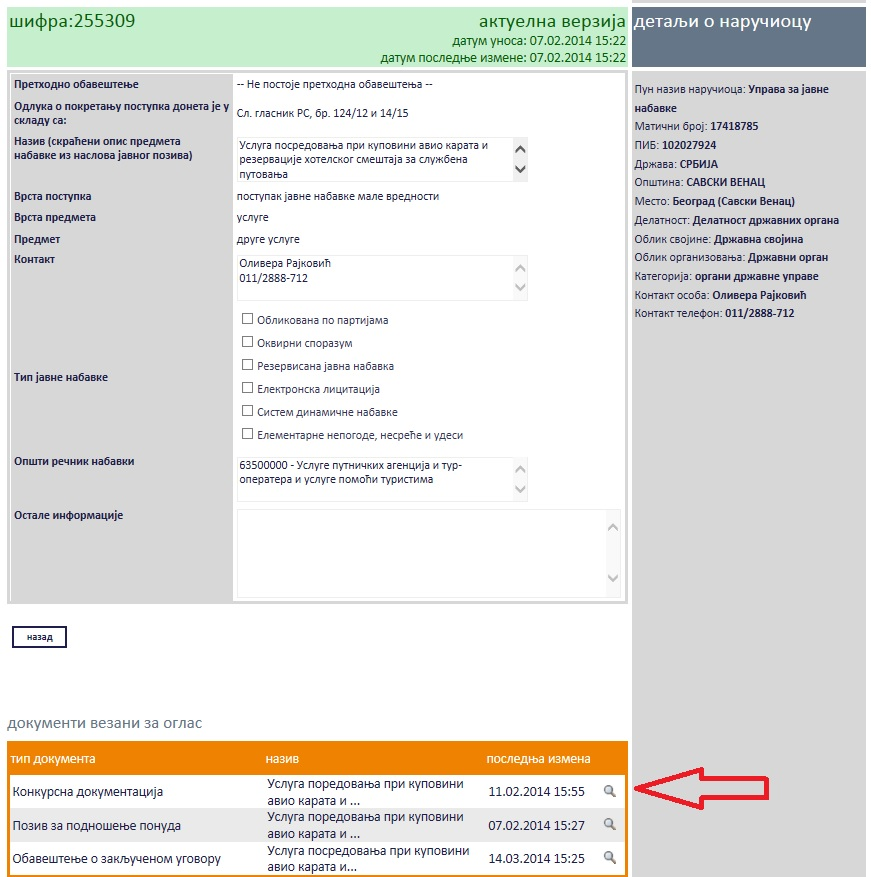 шифра:255309
актуелна верзија
датум уноса: 07.02.2014 15:22
датум последње измене: 07.02.2014 15:22
Претходно обавештење
-- Не постоје претходна обавештења --
Одлука о покретању поступка донета је у
складу са:
Сл. гласник РС, бр. 124/12 и 14/15
Назив (скраћени опис предмета
набавке из наслова јавног позива)
Услуга посредовања при куповини авио карата и
резервације хотелског смештаја за службена
путовања
Врста поступка
поступак јавне набавке мале вредности
Врста предмета
услуге
Предмет
друге услуге
Контакт
Оливера Рајковић
011/2888-712
Тип јавне набавке
Обликована по партијама
Оквирни споразум
Резервисана јавна набавка
Електронска лицитација
Систем динамичне набавке
Елементарне непогоде, несреће и удеси
Општи речник набавки
63500000 - Услуге путничких агенција и тур-
оператера и услуге помоћи туристима
Остале информације
назад
документи везани за оглас
тип документа назив последња измена
Конкурсна документација
Услуга поредовања при куповини
авио карата и ...
11.02.2014 15:55
Позив за подношење понуда
Услуга поредовања при куповини
авио карата и ...
07.02.2014 15:27
Обавештење о закљученом уговору
Услуга посредовања при куповини
авио карата и...
14.03.2014 15:25
детаљи о наручиоцу
Пун назив наручиоца: Управа за јавне
набавке
Матични број: 17418785
ПИБ: 102027924
Држава: СРБИЈА
Општина: САВСКИ ВЕНАЦ
Место: Београд (Савски Венац)
Делатност: Делатност државних органа
Облик својине: Државна својина
Облик организовања: Државни орган
Категорија: органи државне управе
Контакт особа: Оливера Рајковић
Контакт телефон: 011/2888-712